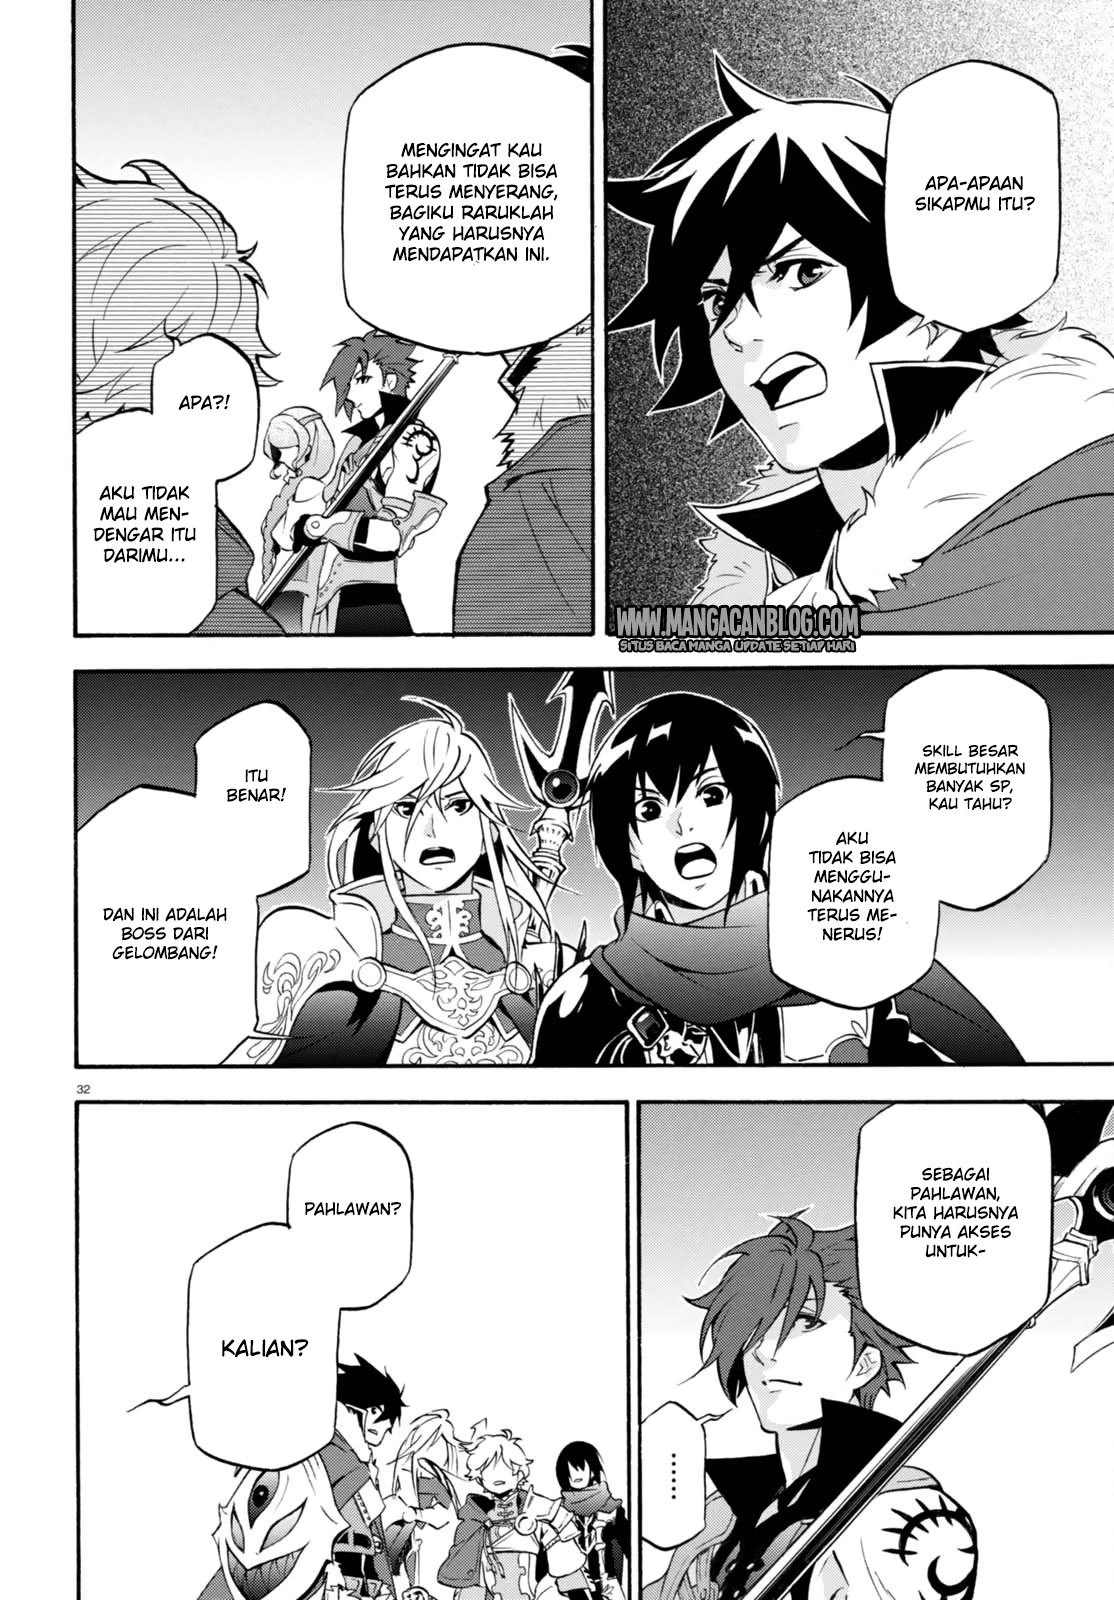 APA-APAAN
SIKAPMU ITU?
MENGINGAT KAU
BAHKAN TIDAK BISA
TERUS MENYERANG,
BAGIKU RARUKLAH
YANG HARUSNYA
MENDAPATKAN INI.
APA?!
AKU TIDAK
MAU MEN-
DENGAR ITU
DARIMU...
WWW.MANGACANBLOG.COM
SITUS BACA MANGA UPDATE SETIAP HARI
SKILL BESAR
MEMBUTUHKAN
BANYAK SP,
KAU TAHU?
AKU
TIDAK BISA
MENGGU-
NAKANNYA
TERUS ME-
NERUS!
ITU
BENAR!
DAN INI ADALAH
BOSS DARI
GELOMBANG!
32
SEBAGAI
PAHLAWAN,
KITA HARUSNYA
PUNYA AKSES
UNTUK-
........
PAHLAWAN?
KALIAN?